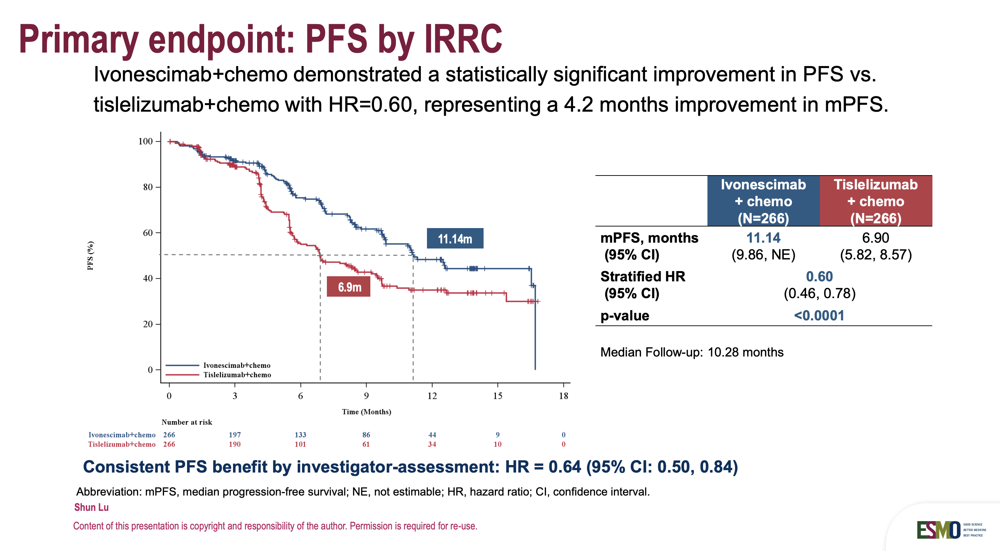 Primary endpoint: PFS by IRRC
Ivonescimab+chemo demonstrated a statistically significant improvement in PFS vs.
tislelizumab+chemo with HR=0.60, representing a 4.2 months improvement in mPFS.
PFS (%)
100
80
60
40
20
0
11.14m
6.9m
Ivonescimab+chemo
Tislelizumab+chemo
0 3 6 9 12 15 18
Time (Months)
Number at risk
Ivonescimab+chemo 266 197 133 86 44 9 0
Tislelizumab+chemo 266 190 101 61 34 10 0
Ivonescimab Tislelizumab
+ chemo + chemo
(N=266) (N=266)
mPFS, months 11.14 6.90
(95% CI) (9.86, NE) (5.82, 8.57)
Stratified HR 0.60
(95% CI) (0.46, 0.78)
p-value <0.0001
Median Follow-up: 10.28 months
Consistent PFS benefit by investigator-assessment: HR = 0.64 (95% CI: 0.50, 0.84)
Abbreviation: mPFS, median progression-free survival; NE, not estimable; HR, hazard ratio; CI, confidence interval.
Shun Lu
Content of this presentation is copyright and responsibility of the author. Permission is required for re-use.
ESMO
GOOD SCIENCE
BETTER MEDICINE
BEST PRACTICE